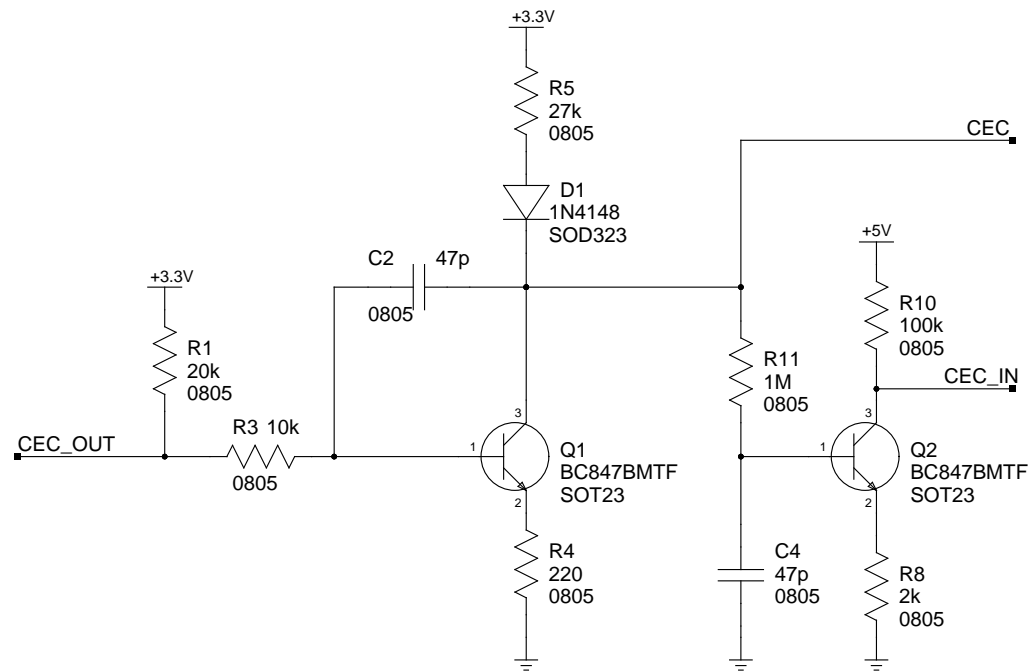 +3.3V
R5
27k
0805
CEC
D1
1N4148
SOD323
+5V
C2 47p
0805
+3.3V
R10
100k
0805
R1
20k
0805
R11
1M
0805
CEC_IN
R3 10k
0805
CEC_OUT
3
1
2
Q1
BC847BMTF
SOT23
3
1
2
Q2
BC847BMTF
SOT23
R4
220
0805
C4
47p
0805
R8
2k
0805